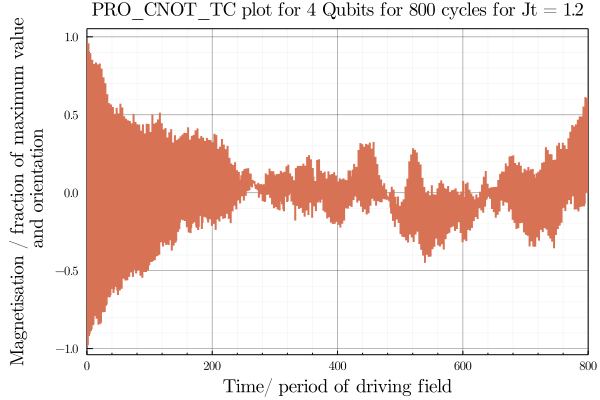 PRO_CNOT_TC plot for 4 Qubits for 800 cycles for Jt = 1.2
Magnetisation / fraction of maximum value
and orientation
1.0
0.5
0.0
−0.5
−1.0
0
200
400
600
800
Time/ period of driving field